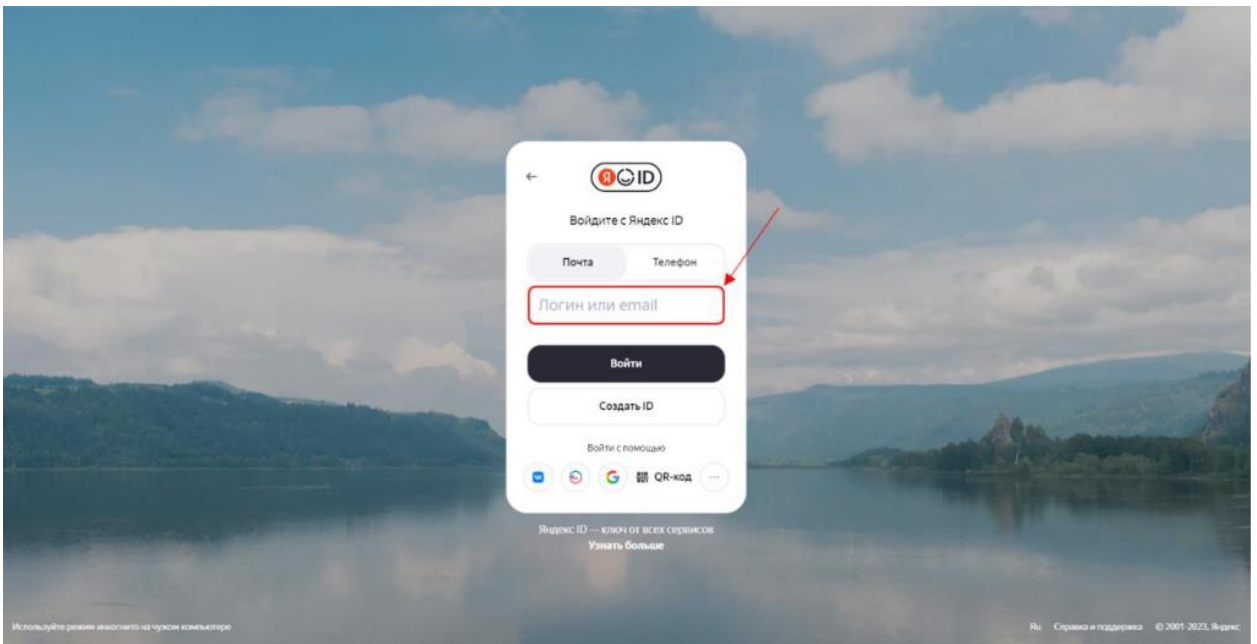 Я ID
Войдите с Яндекс ID
Почта Телефон
Логин или email
Войти
Создать ID
Войти с помощью
QR-код
Яндекс ID — ключ от всех сервисов
Узнать больше
Используйте режим инкогнито на чужом компьютере
Ru Справка и поддержка © 2001-2023, Яндекс